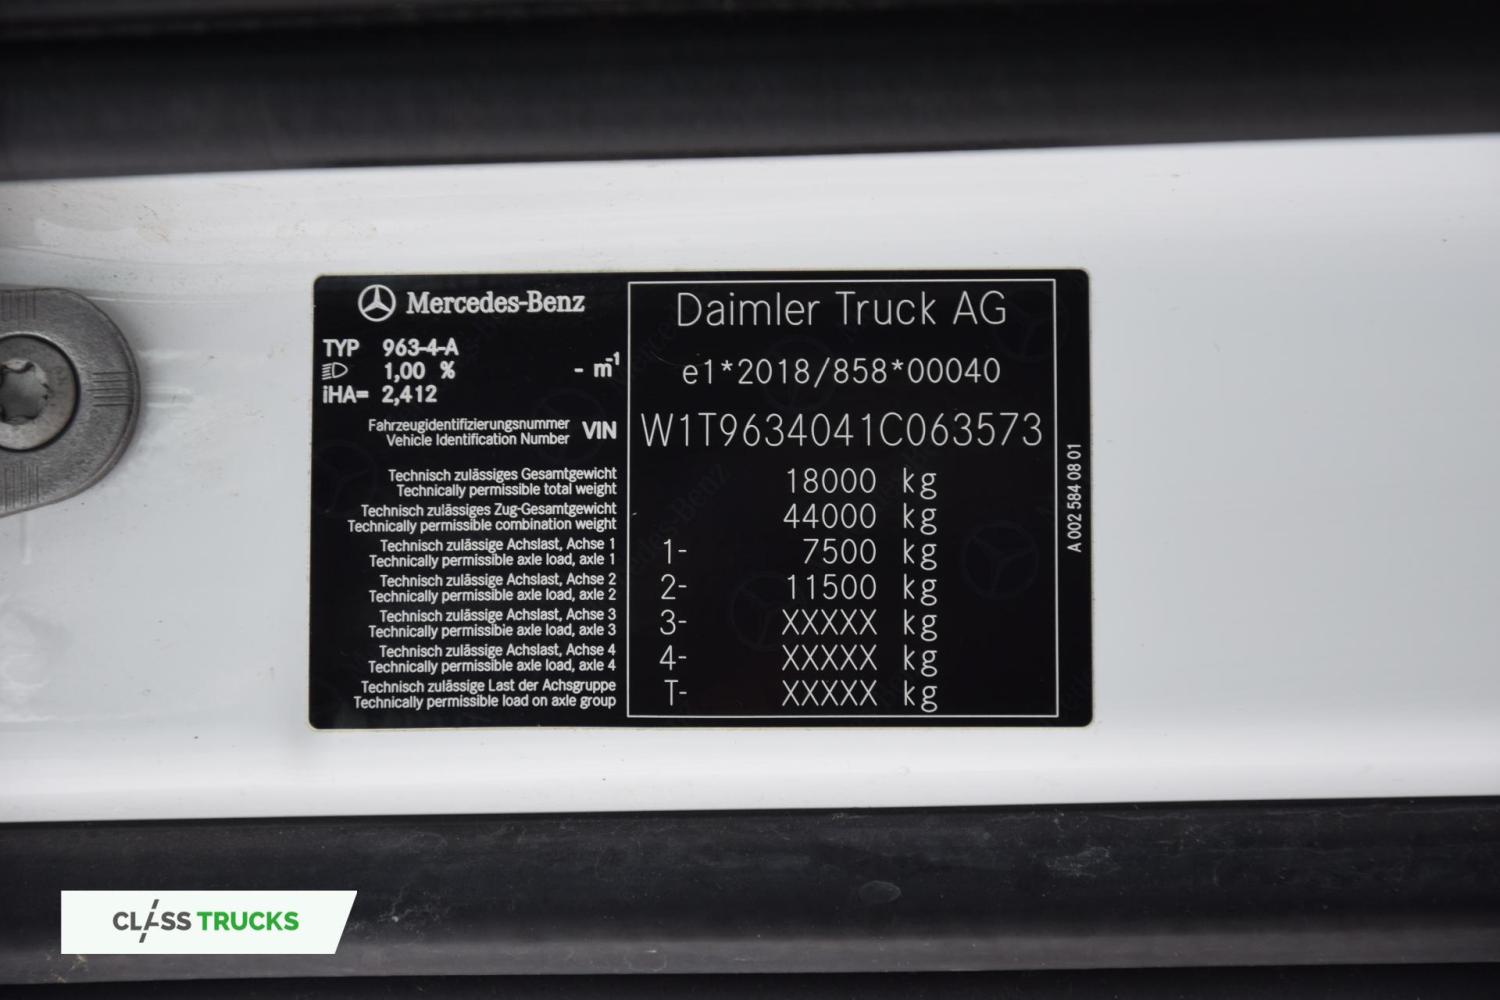 Mercedes-Benz
TYP 963-4-A
1,00 % - m-1
iHA= 2,412
Fahrzeugidentifizierungsnummer
Vehicle Identification Number VIN
Technisch zulässiges Gesamtgewicht
Technically permissible total weight
Technisch zulässiges Zug-Gesamtgewicht
Technically permissible combination weight
Technisch zulässige Achslast, Achse 1
Technically permissible axle load, axle 1
Technisch zulässige Achslast, Achse 2
Technically permissible axle load, axle 2
Technisch zulässige Achslast, Achse 3
Technically permissible axle load, axle 3
Technisch zulässige Achslast, Achse 4
Technically permissible axle load, axle 4
Technisch zulässige Last der Achsgruppe
Technically permissible load on axle group
Daimler Truck AG
e1*2018/858*00040
W1T9634041C063573
18000 kg
44000 kg
1- 7500 kg
2- 11500 kg
3- XXXXX kg
4- XXXXX kg
T- XXXXX kg
A 002 584 08 01
CLASS TRUCKS